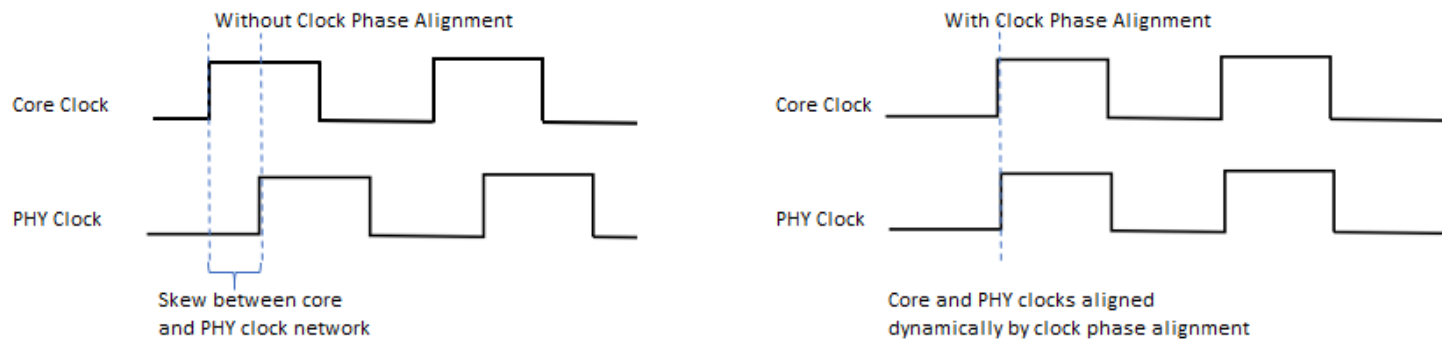 Without Clock Phase Alignment
Core Clock
PHY Clock
Skew between core
and PHY clock network
With Clock Phase Alignment
Core Clock
PHY Clock
Core and PHY clocks aligned
dynamically by clock phase alignment